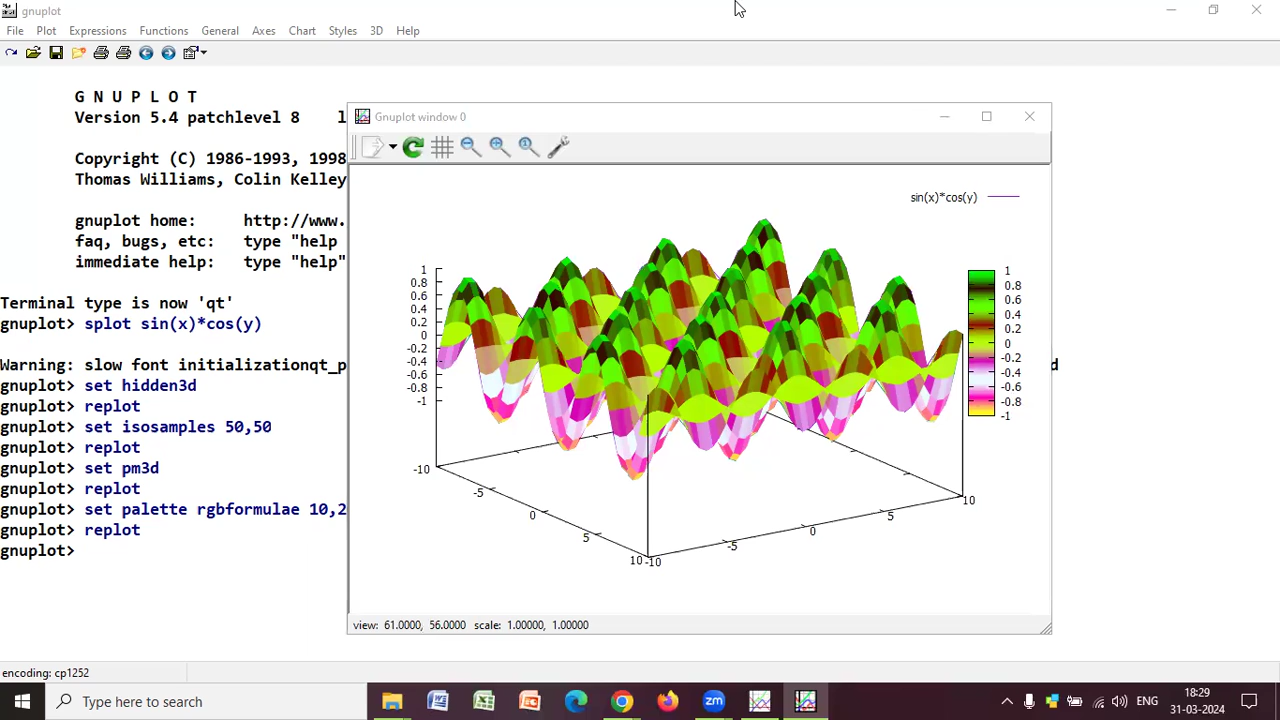 gnuplot
File Plot Expressions Functions General Axes Chart Styles 3D Help
G N U P L O T
Version 5.4 patchlevel 8
Copyright (C) 1986-1993, 1998
Thomas Williams, Colin Kelley
gnuplot home: http://www.
faq, bugs, etc: type "help
immediate help: type "help"
Terminal type is now 'qt'
gnuplot> splot sin(x)*cos(y)
Warning: slow font initializationqt_p
gnuplot> set hidden3d
gnuplot> replot
gnuplot> set isosamples 50,50
gnuplot> replot
gnuplot> set pm3d
gnuplot> replot
gnuplot> set palette rgbformulae 10,2
gnuplot> replot
gnuplot>
Gnuplot window 0
sin(x)*cos(y)
1
0.8
0.6
0.4
0.2
0
-0.2
-0.4
-0.6
-0.8
-1
1
0.8
0.6
0.4
0.2
0
-0.2
-0.4
-0.6
-0.8
-1
-10
-5
0
5
10
-10
-5
0
5
10
view: 61.0000, 56.0000 scale: 1.00000, 1.00000
encoding: cp1252
Type here to search
zm
ENG
18:29
31-03-2024